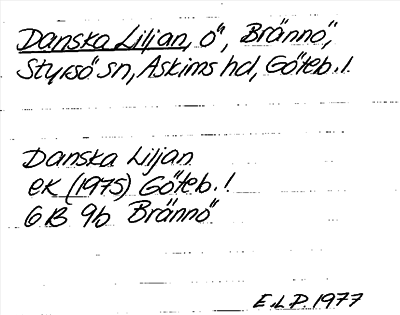 Danska Liljan, ö, Brännö,
Styrsö sn, Askims hd, Göteb. l.
Danska Liljan
ek (1975) Göteb. l.
6B 9b Brännö
E.L.P. 1977